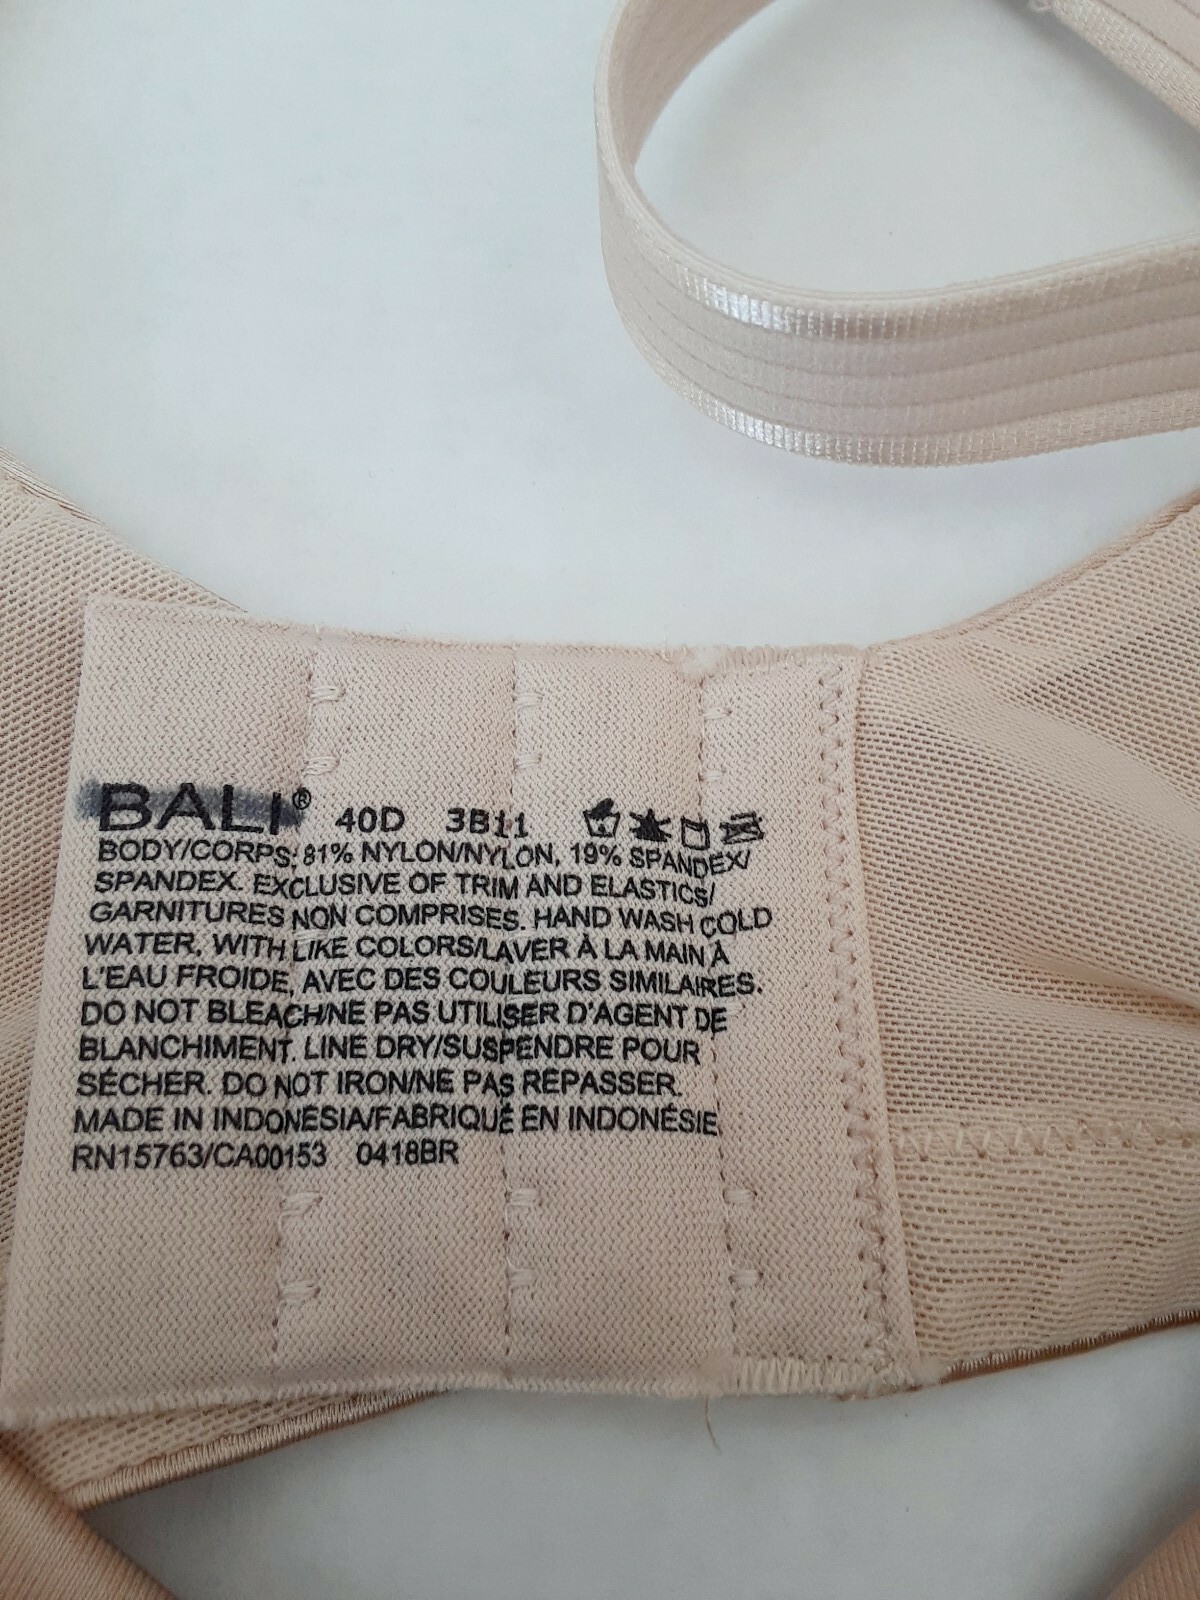 BALI® 40D 3B11
BODY/CORPS: 81% NYLON/NYLON, 19% SPANDEX/
SPANDEX. EXCLUSIVE OF TRIM AND ELASTICS/
GARNITURES NON COMPRISES. HAND WASH COLD
WATER, WITH LIKE COLORS/LAVER À LA MAIN À
L'EAU FROIDE, AVEC DES COULEURS SIMILAIRES.
DO NOT BLEACH/NE PAS UTILISER D'AGENT DE
BLANCHIMENT. LINE DRY/SUSPENDRE POUR
SÉCHER. DO NOT IRON/NE PAS REPASSER.
MADE IN INDONESIA/FABRIQUÉ EN INDONÉSIE
RN15763/CA00153 0418BR